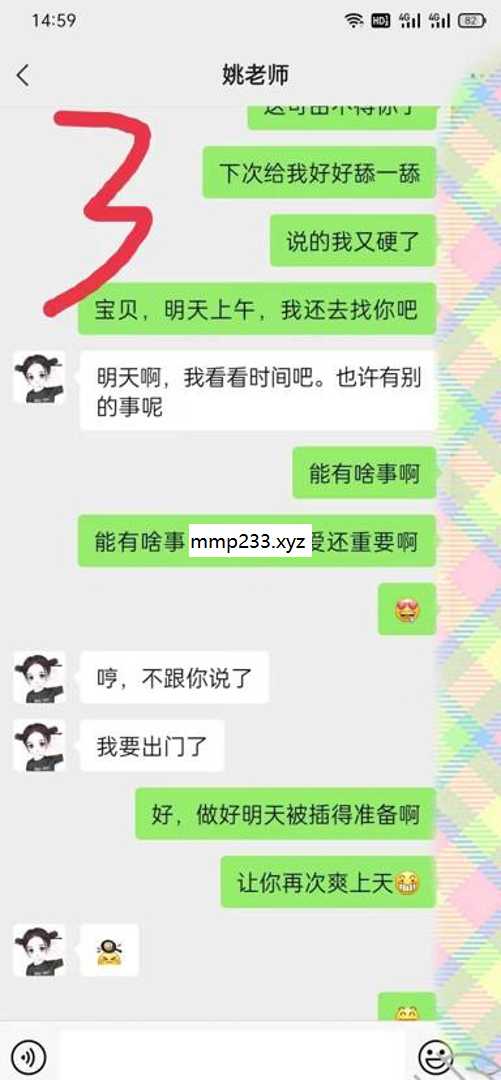 14:59
HD
4G
4G
82
姚老师
3
下次给我好好舔一舔
说的我又硬了
宝贝，明天上午，我还去找你吧
明天啊，我看看时间吧。也许有别
的事呢
能有啥事啊
能有啥事 mmp233.xyz 爱还重要啊
哼，不跟你说了
我要出门了
好，做好明天被插得准备啊
让你再次爽上天